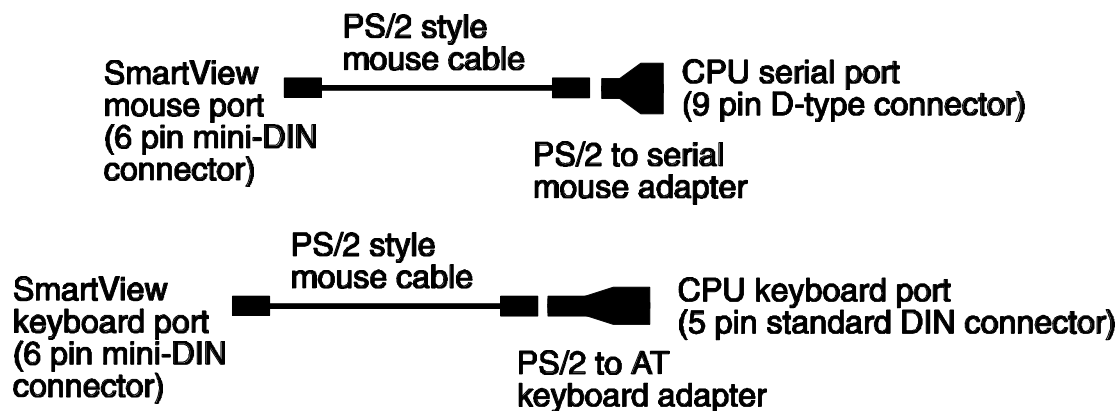 PS/2 style
mouse cable
SmartView
mouse port
(6 pin mini-DIN
connector)
CPU serial port
(9 pin D-type connector)
PS/2 to serial
mouse adapter
PS/2 style
mouse cable
SmartView
keyboard port
(6 pin mini-DIN
connector)
CPU keyboard port
(5 pin standard DIN connector)
PS/2 to AT
keyboard adapter